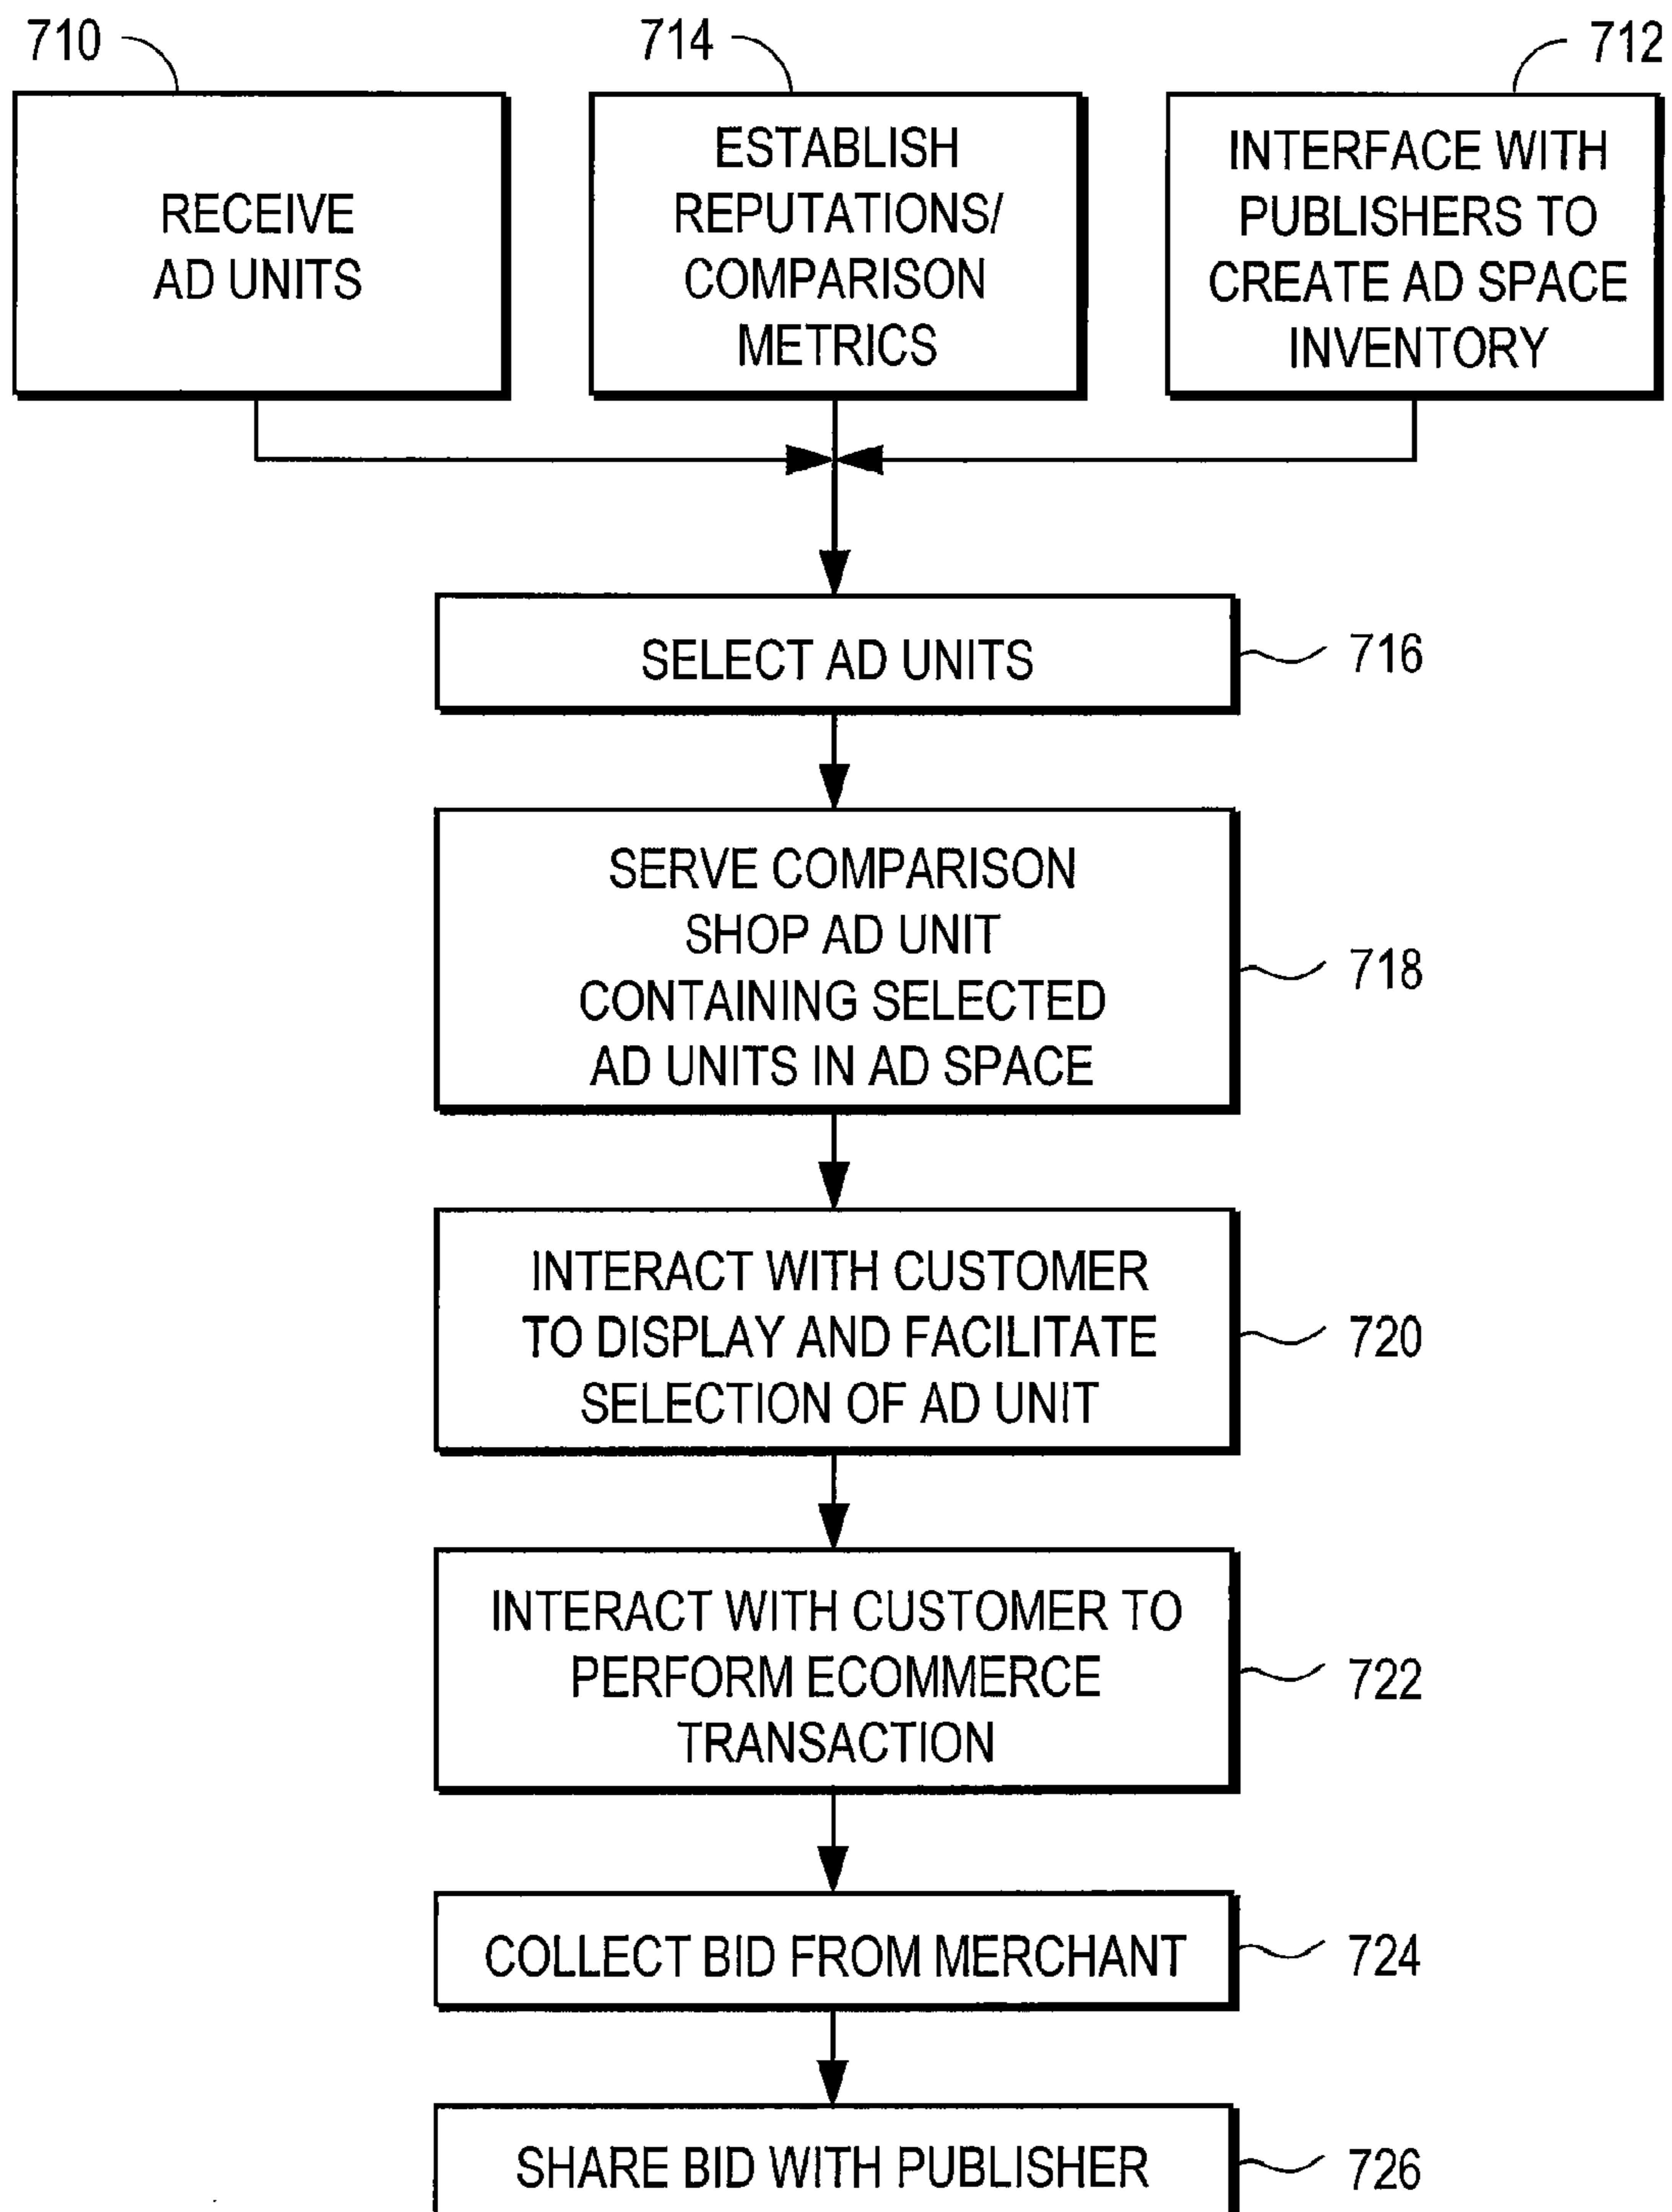 710
RECEIVE
AD UNITS
714
ESTABLISH
REPUTATIONS/
COMPARISON
METRICS
712
INTERFACE WITH
PUBLISHERS TO
CREATE AD SPACE
INVENTORY
SELECT AD UNITS
716
SERVE COMPARISON
SHOP AD UNIT
CONTAINING SELECTED
AD UNITS IN AD SPACE
718
INTERACT WITH CUSTOMER
TO DISPLAY AND FACILITATE
SELECTION OF AD UNIT
720
INTERACT WITH CUSTOMER TO
PERFORM ECOMMERCE
TRANSACTION
722
COLLECT BID FROM MERCHANT
724
SHARE BID WITH PUBLISHER
726